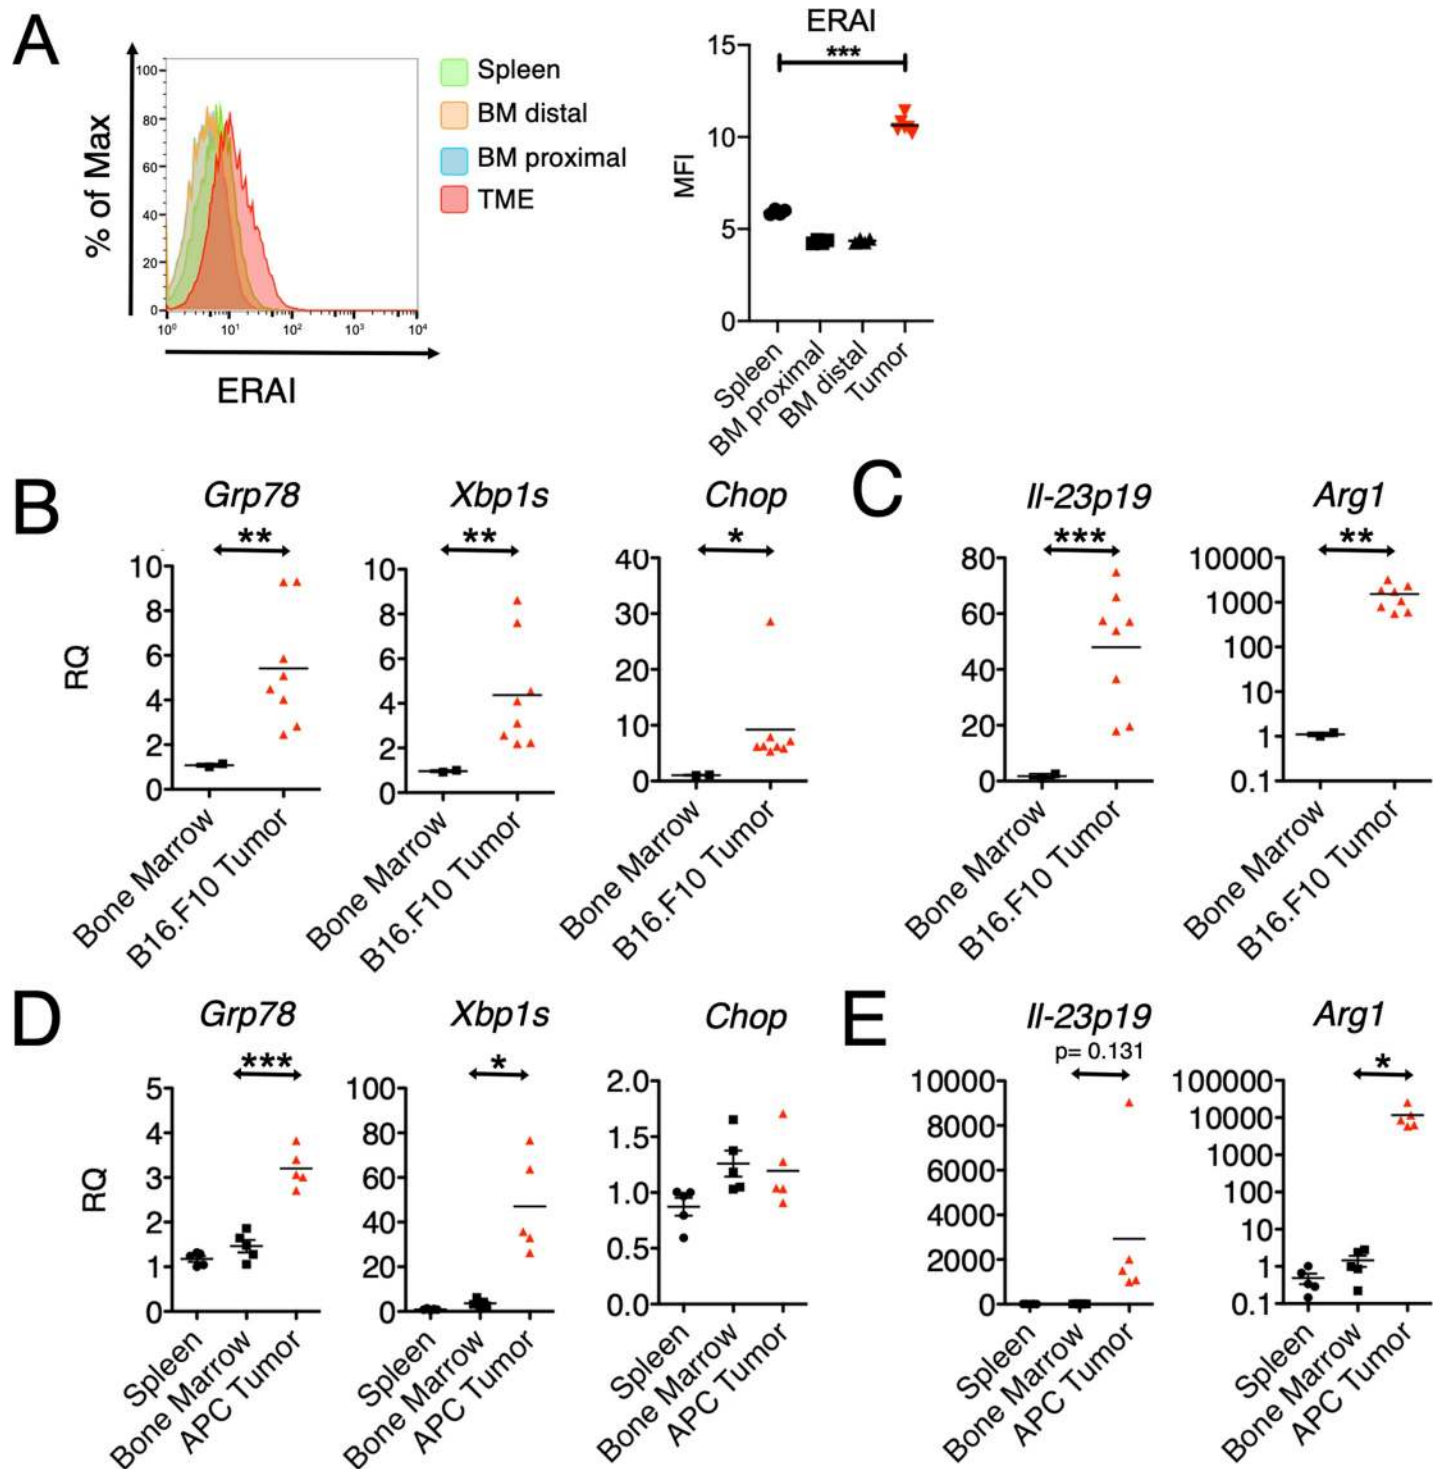 A
% of Max
100
80
60
40
20
0
10⁰ 10¹ 10² 10³ 10⁴
ERAI
Spleen
BM distal
BM proximal
TME
ERAI
***
MFI
15
10
5
0
Spleen
BM proximal
BM distal
Tumor
B
RQ
Grp78
**
10
8
6
4
2
0
Bone Marrow
B16.F10 Tumor
Xbp1s
**
10
8
6
4
2
0
Bone Marrow
B16.F10 Tumor
Chop
*
40
30
20
10
0
Bone Marrow
B16.F10 Tumor
C
Il-23p19
***
80
60
40
20
0
Bone Marrow
B16.F10 Tumor
Arg1
**
10000
1000
100
10
1
0.1
Bone Marrow
B16.F10 Tumor
D
RQ
Grp78
***
5
4
3
2
1
0
Spleen
Bone Marrow
APC Tumor
Xbp1s
*
100
80
60
40
20
0
Spleen
Bone Marrow
APC Tumor
Chop
2.0
1.5
1.0
0.5
0.0
Spleen
Bone Marrow
APC Tumor
E
Il-23p19
p= 0.131
10000
8000
6000
4000
2000
0
Spleen
Bone Marrow
APC Tumor
Arg1
*
100000
10000
1000
100
10
1
0.1
Spleen
Bone Marrow
APC Tumor